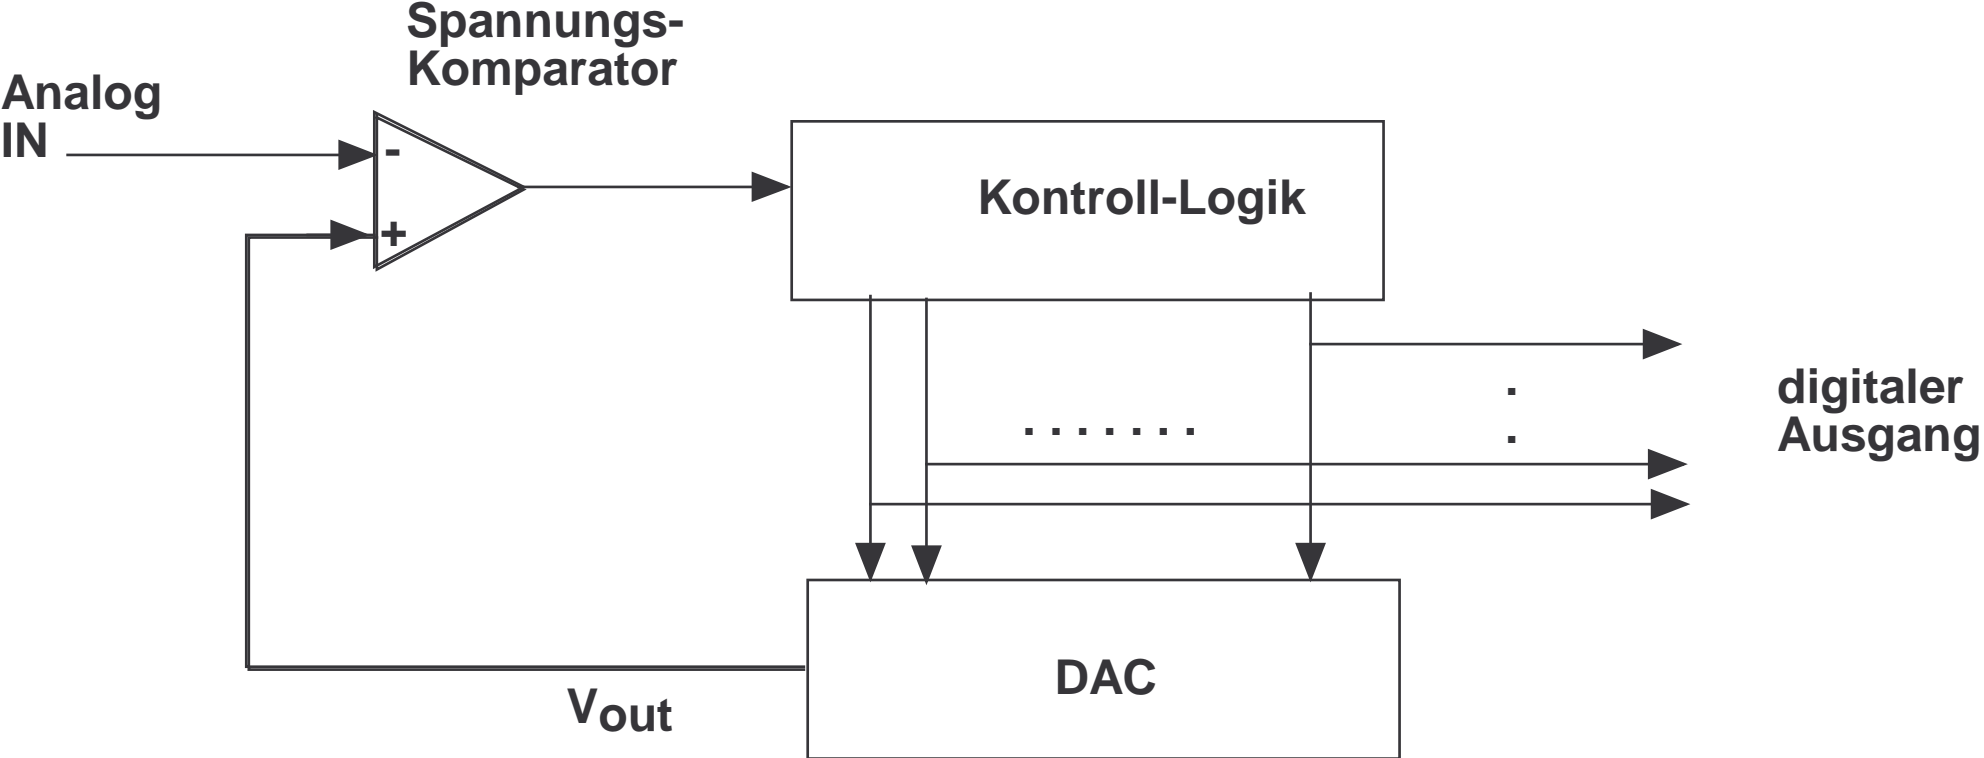 Spannungs-
Komparator
Analog
IN
-
+
Kontroll-Logik
. . . . . . .
.
.
digitaler
Ausgang
DAC
Vout